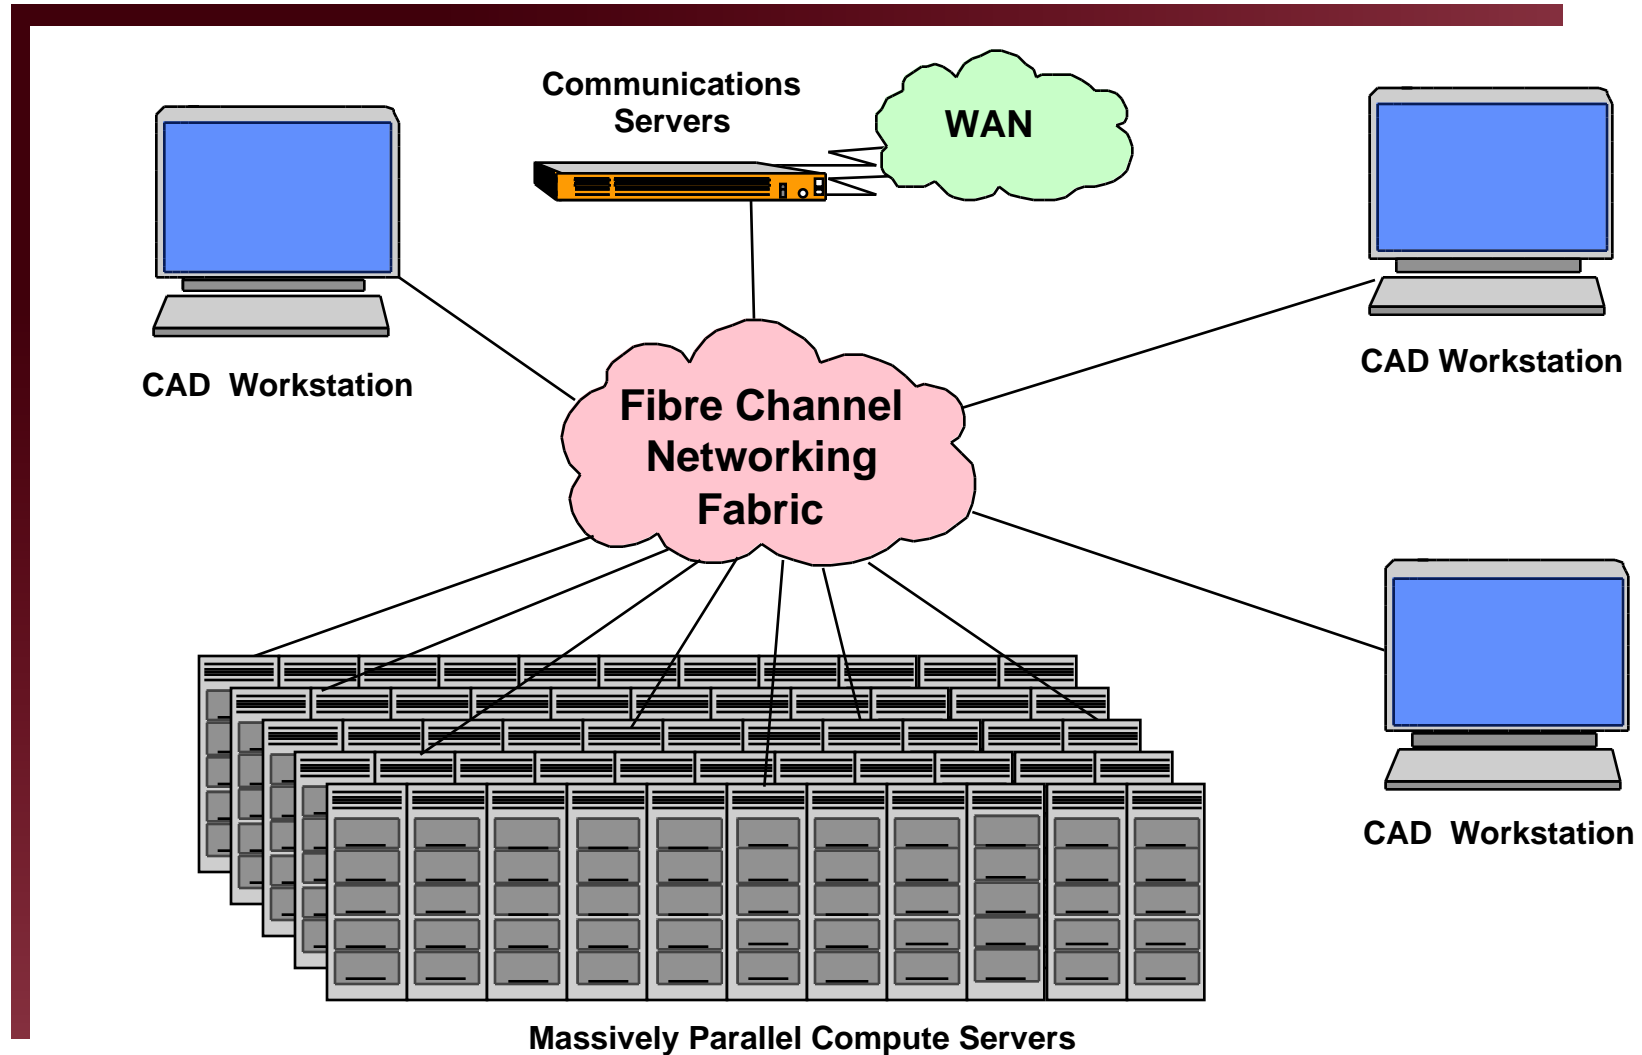 Communications
Servers
WAN
CAD  Workstation
CAD Workstation
Fibre Channel
Networking
Fabric
CAD  Workstation
Massively Parallel Compute Servers